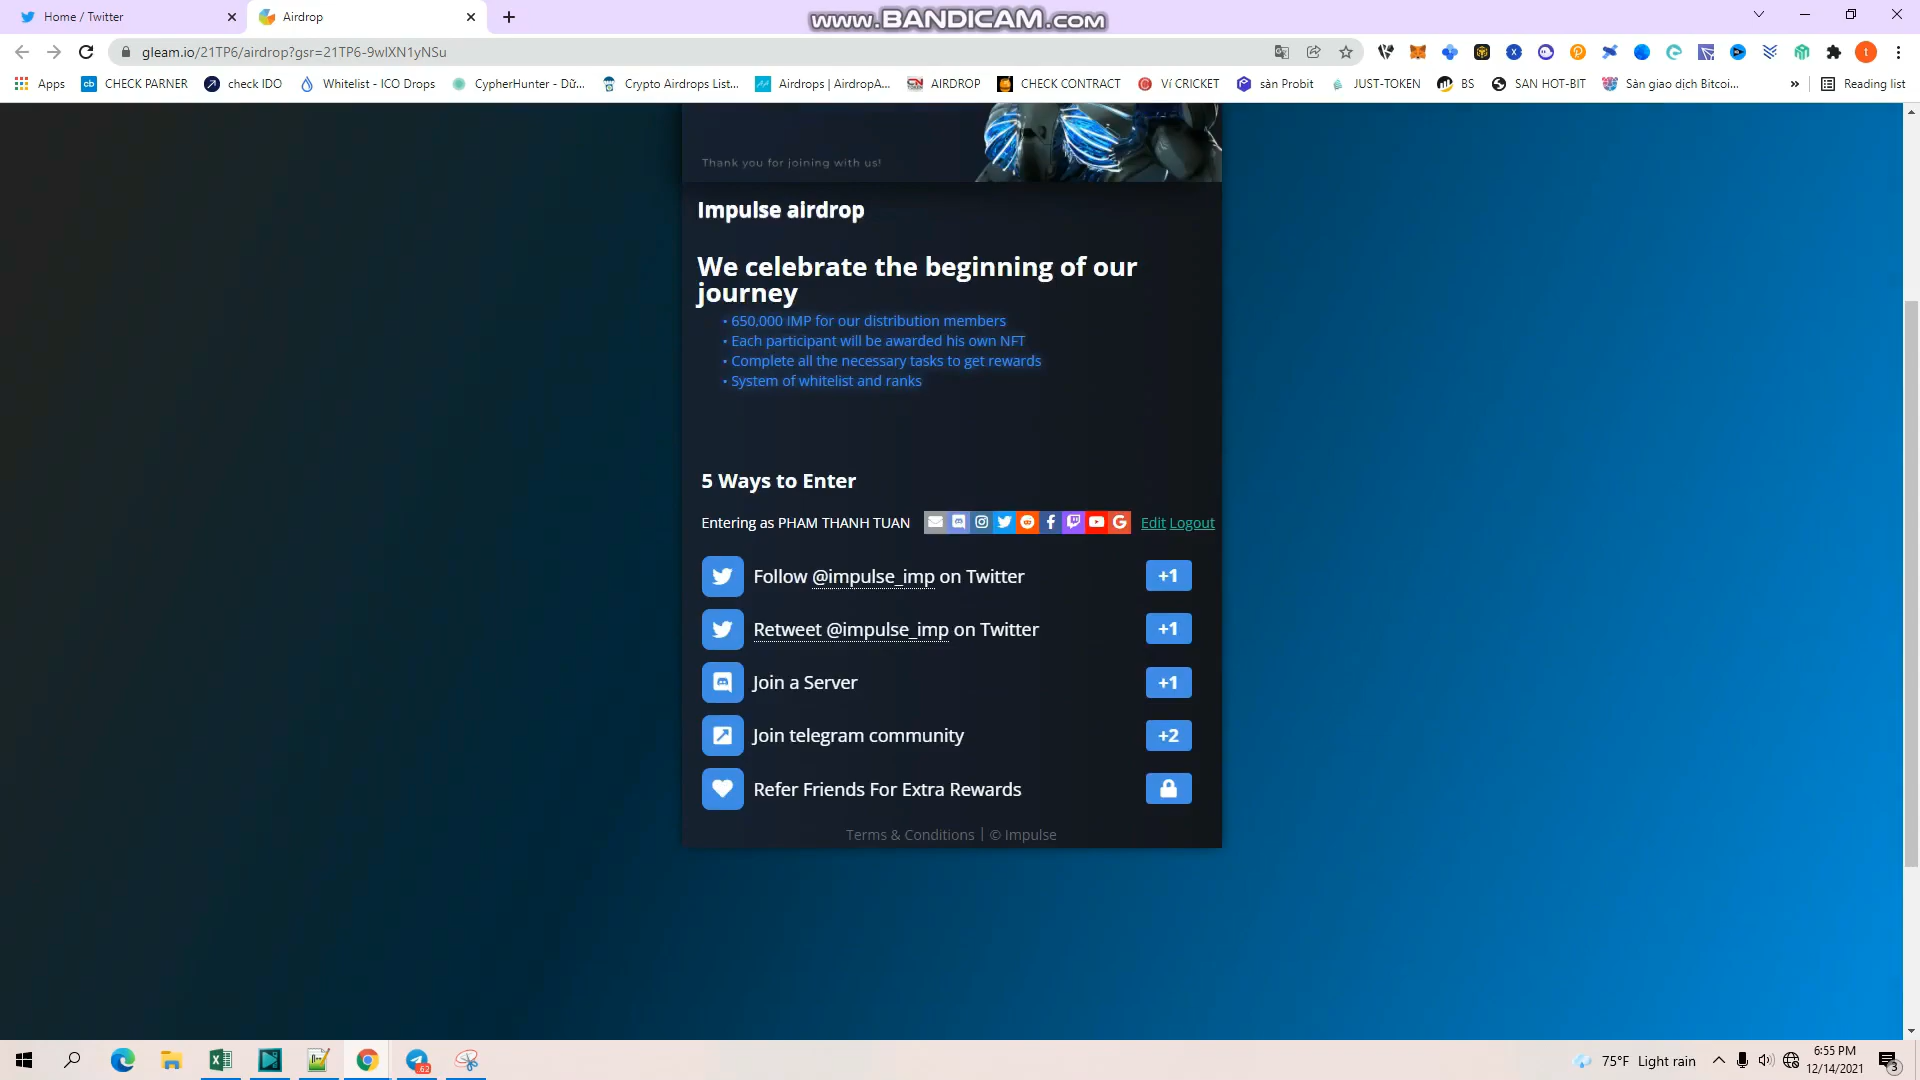 Home / Twitter
Airdrop
www.BANDICAM.com
gleam.io/21TP6/airdrop?gsr=21TP6-9wIXN1yNSu
Apps
CHECK PARNER
check IDO
Whitelist - ICO Drops
CypherHunter - Dữ...
Crypto Airdrops List...
Airdrops | AirdropA...
AIRDROP
CHECK CONTRACT
Ví CRICKET
sàn Probit
JUST-TOKEN
BS
SAN HOT-BIT
Sàn giao dịch Bitcoi...
Reading list
Thank you for joining with us!
Impulse airdrop
We celebrate the beginning of our
journey
• 650,000 IMP for our distribution members
• Each participant will be awarded his own NFT
• Complete all the necessary tasks to get rewards
• System of whitelist and ranks
5 Ways to Enter
Entering as PHAM THANH TUAN
Edit Logout
Follow @impulse_imp on Twitter
+1
Retweet @impulse_imp on Twitter
+1
Join a Server
+1
Join telegram community
+2
Refer Friends For Extra Rewards
Terms & Conditions | © Impulse
75°F Light rain
6:55 PM
12/14/2021